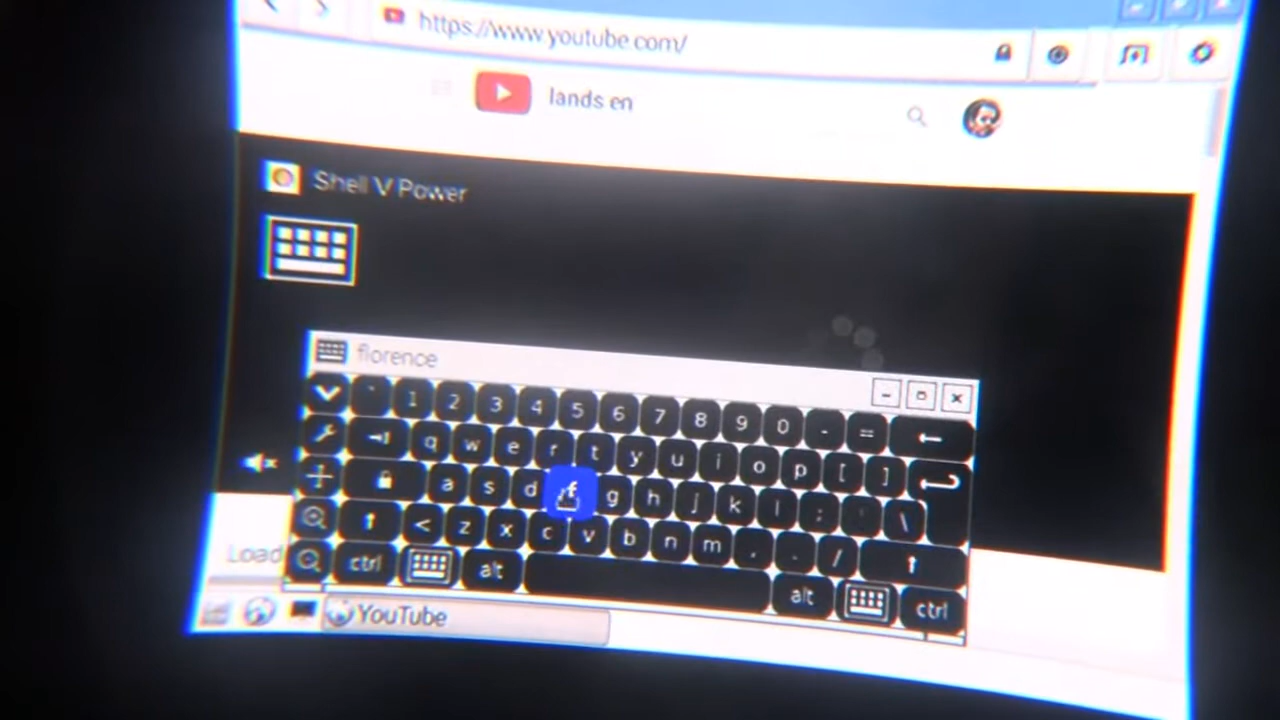 https://www.youtube.com/
lands en
Shell V Power
florence
` 1 2 3 4 5 6 7 8 9 0 - =
q w e r t y u i o p [ ]
a s d f g h j k l ; ' \
< z x c v b n m , . /
Load
ctrl alt alt ctrl
YouTube